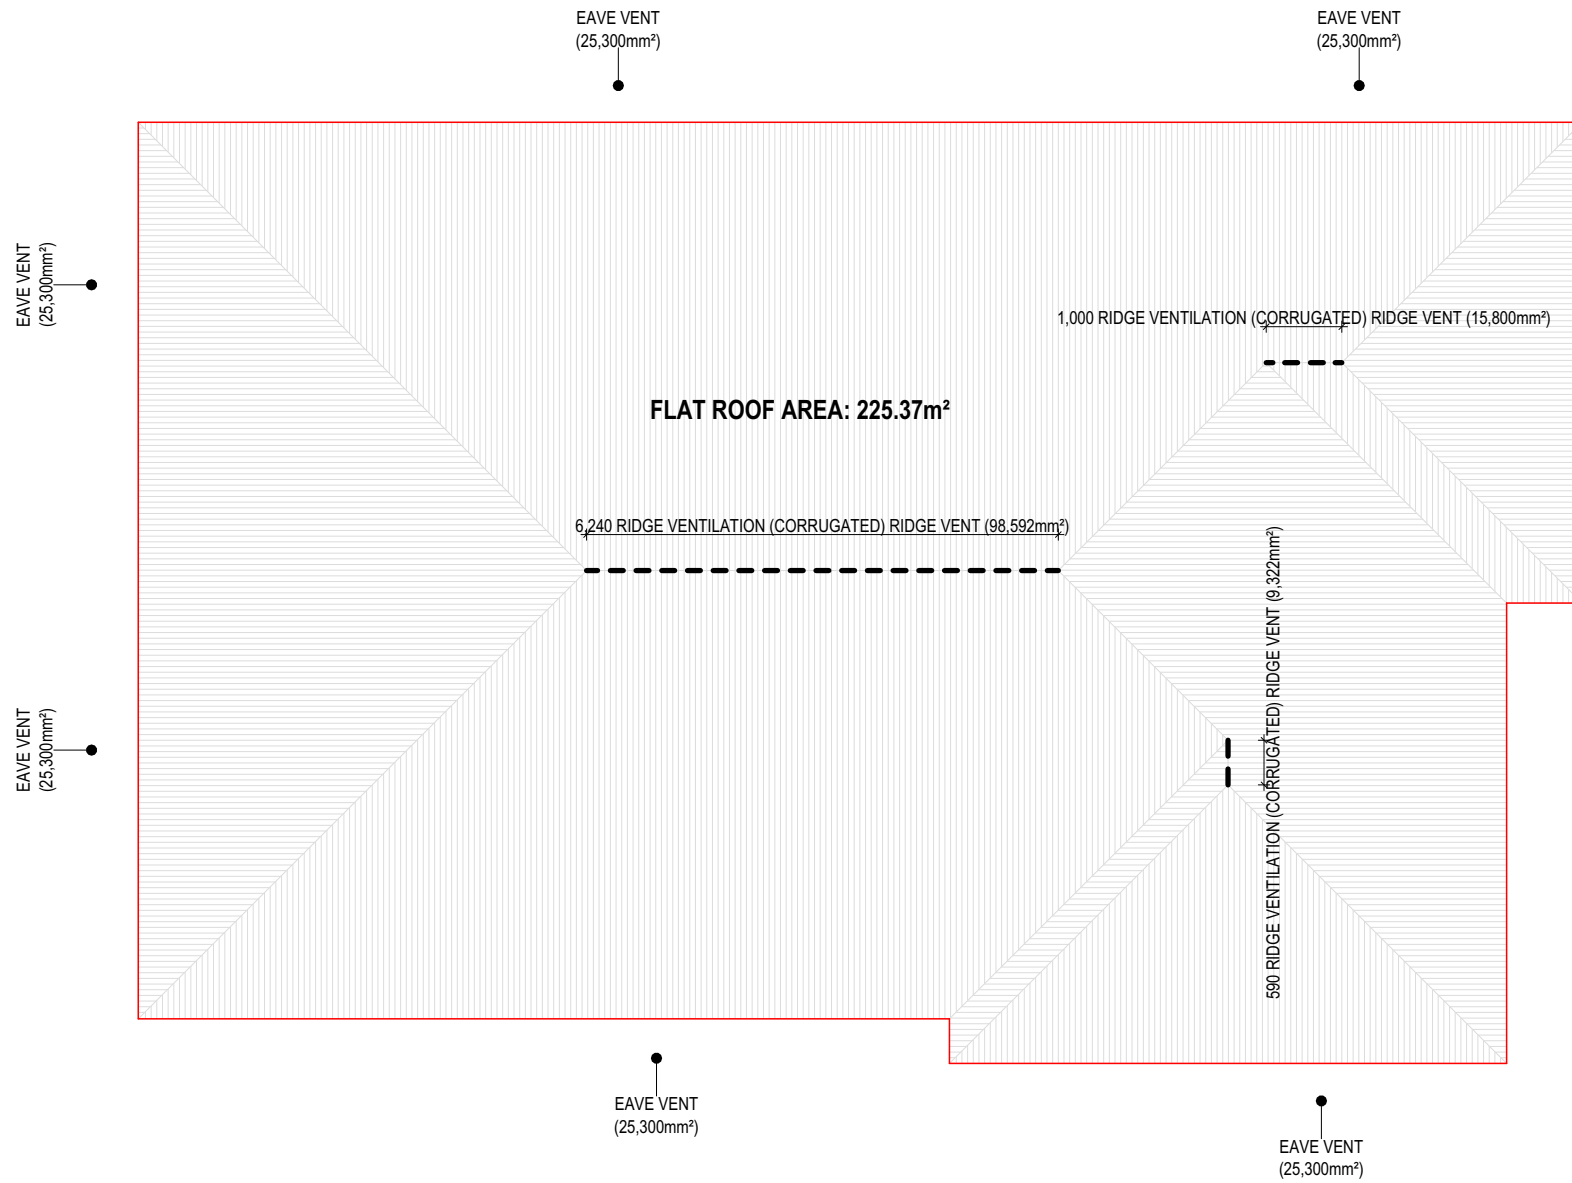 EAVE VENT
(25,300mm²)
EAVE VENT
(25,300mm²)
EAVE VENT
(25,300mm²)
1,000 RIDGE VENTILATION (CORRUGATED) RIDGE VENT (15,800mm²)
FLAT ROOF AREA: 225.37m²
6,240 RIDGE VENTILATION (CORRUGATED) RIDGE VENT (98,592mm²)
590 RIDGE VENTILATION (CORRUGATED) RIDGE VENT (9,322mm²)
EAVE VENT
(25,300mm²)
EAVE VENT
(25,300mm²)
EAVE VENT
(25,300mm²)